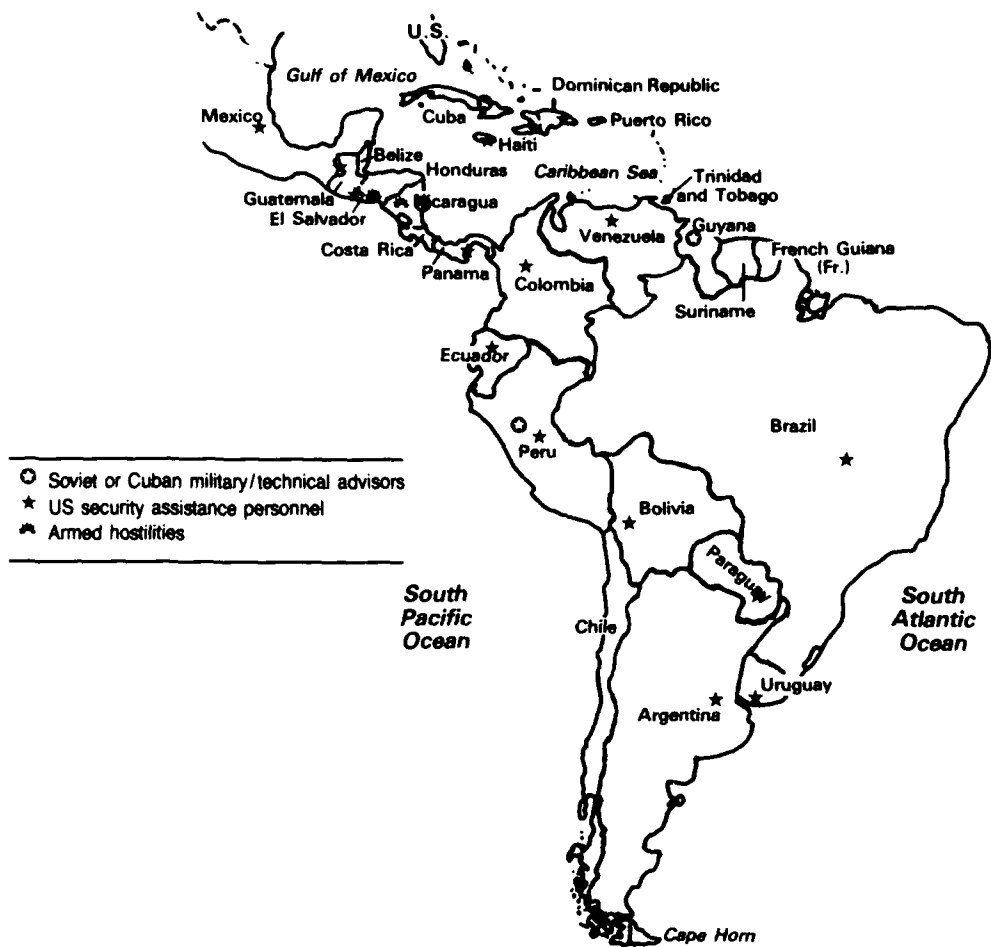 U.S.
Gulf of Mexico
Dominican Republic
Mexico
Cuba
Puerto Rico
Haiti
Belize
Honduras
Caribbean Sea
Trinidad
and Tobago
Guatemala
Nicaragua
El Salvador
Venezuela
Guyana
Costa Rica
French Guiana
(Fr.)
Panama
Colombia
Suriname
Ecuador
Brazil
Peru
Soviet or Cuban military/technical advisors
US security assistance personnel
Armed hostilities
Bolivia
Paraguay
South
Pacific
Ocean
South
Atlantic
Ocean
Chile
Uruguay
Argentina
Cape Horn